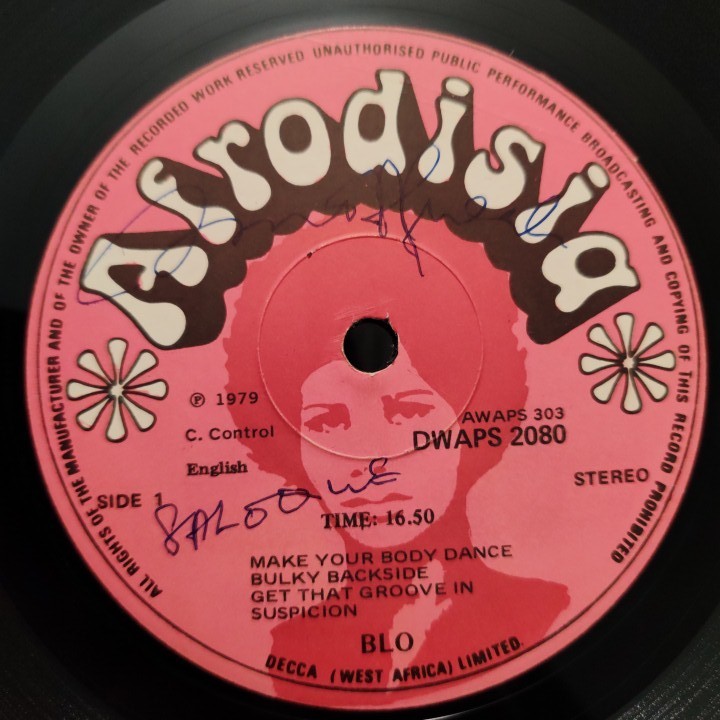 ALL RIGHTS OF THE MANUFACTURER AND OF THE OWNER OF THE RECORDED WORK RESERVED UNAUTHORISED PUBLIC PERFORMANCE BROADCASTING AND COPYING OF THIS RECORD PROHIBITED
Afrodisia
℗ 1979
C. Control
English
AWAPS 303
DWAPS 2080
SIDE 1
STEREO
TIME: 16.50
MAKE YOUR BODY DANCE
BULKY BACKSIDE
GET THAT GROOVE IN
SUSPICION
BLO
DECCA (WEST AFRICA) LIMITED.